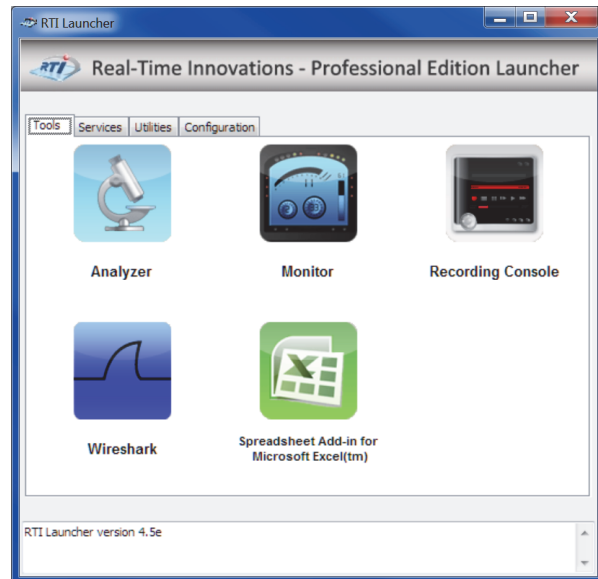 RTI Launcher
RTI Real-Time Innovations - Professional Edition Launcher
Tools Services Utilities Configuration
Analyzer Monitor Recording Console
Wireshark
Spreadsheet Add-in for
Microsoft Excel(tm)
RTI Launcher version 4.5e